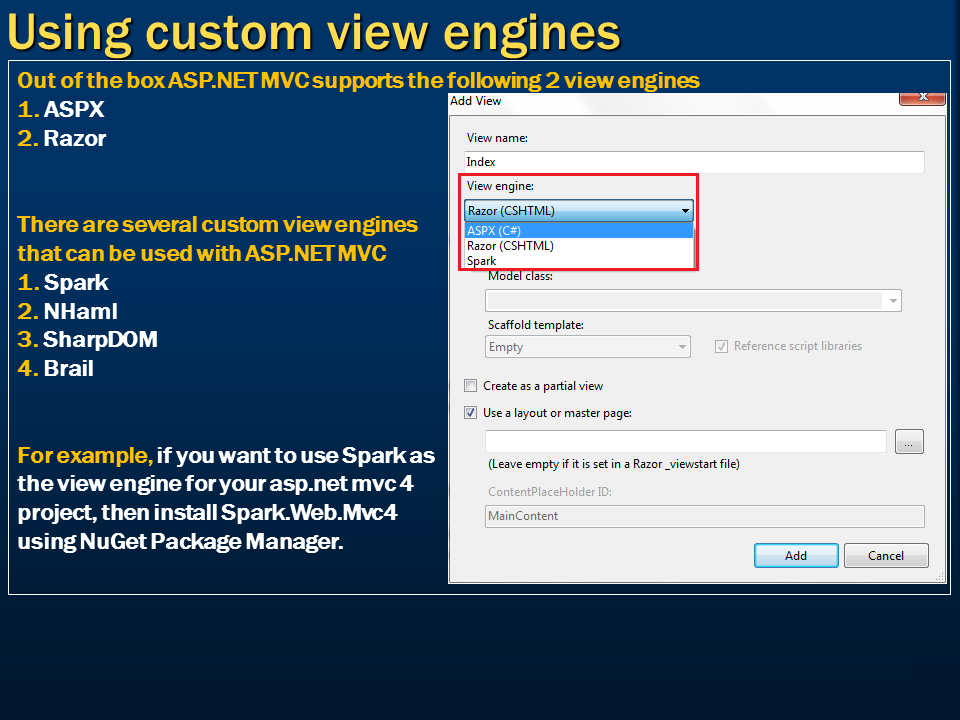 Using custom view engines
Out of the box ASP.NET MVC supports the following 2 view engines
1. ASPX
2. Razor
There are several custom view engines
that can be used with ASP.NET MVC
1. Spark
2. NHaml
3. SharpDOM
4. Brail
For example, if you want to use Spark as
the view engine for your asp.net mvc 4
project, then install Spark.Web.Mvc4
using NuGet Package Manager.
Add View
View name:
Index
View engine:
Razor (CSHTML)
ASPX (C#)
Razor (CSHTML)
Spark
Model class:
Scaffold template:
Empty
Reference script libraries
Create as a partial view
Use a layout or master page:
...
(Leave empty if it is set in a Razor _viewstart file)
ContentPlaceHolder ID:
MainContent
Add
Cancel